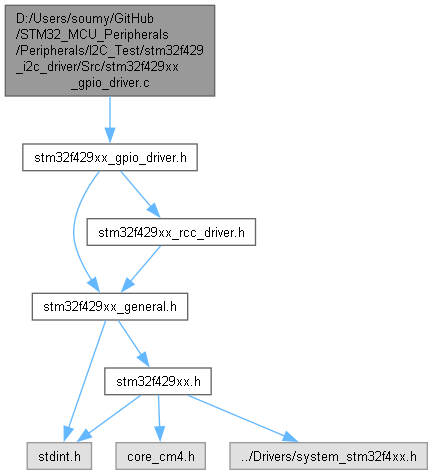 D:/Users/soumy/GitHub
/STM32_MCU_Peripherals
/Peripherals/I2C_Test/stm32f429
_i2c_driver/Src/stm32f429xx
_gpio_driver.c
stm32f429xx_gpio_driver.h
stm32f429xx_rcc_driver.h
stm32f429xx_general.h
stm32f429xx.h
stdint.h
core_cm4.h
../Drivers/system_stm32f4xx.h